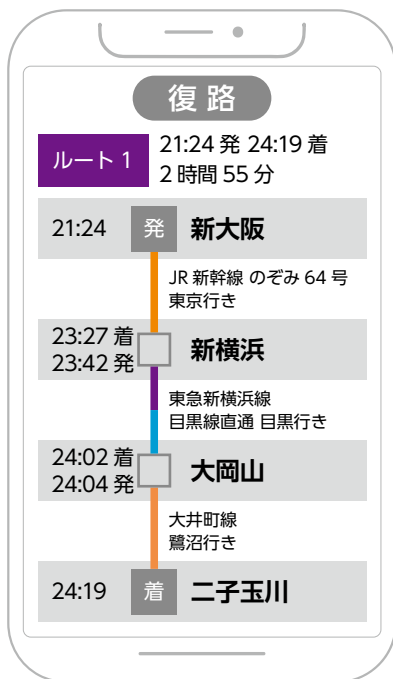 復路
ルート 1
21:24 発 24:19 着
2 時間 55 分
21:24 発 新大阪
JR 新幹線 のぞみ 64 号
東京行き
23:27 着
23:42 発
新横浜
東急新横浜線
目黒線直通 目黒行き
24:02 着
24:04 発
大岡山
大井町線
鷺沼行き
24:19 着 二子玉川